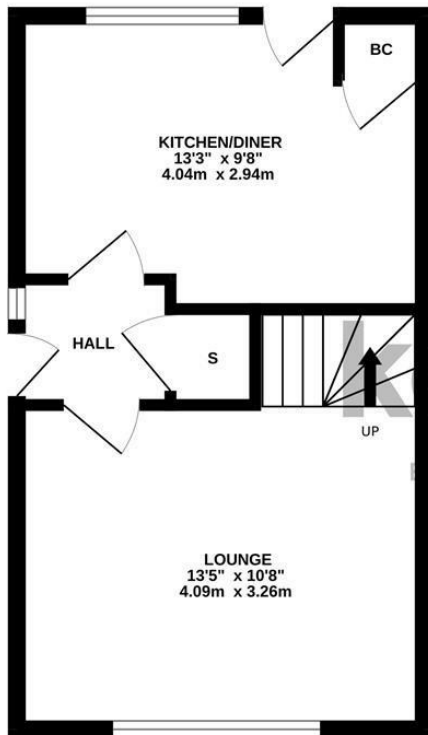 BC
KITCHEN/DINER
13'3" x 9'8"
4.04m x 2.94m
HALL
S
UP
LOUNGE
13'5" x 10'8"
4.09m x 3.26m